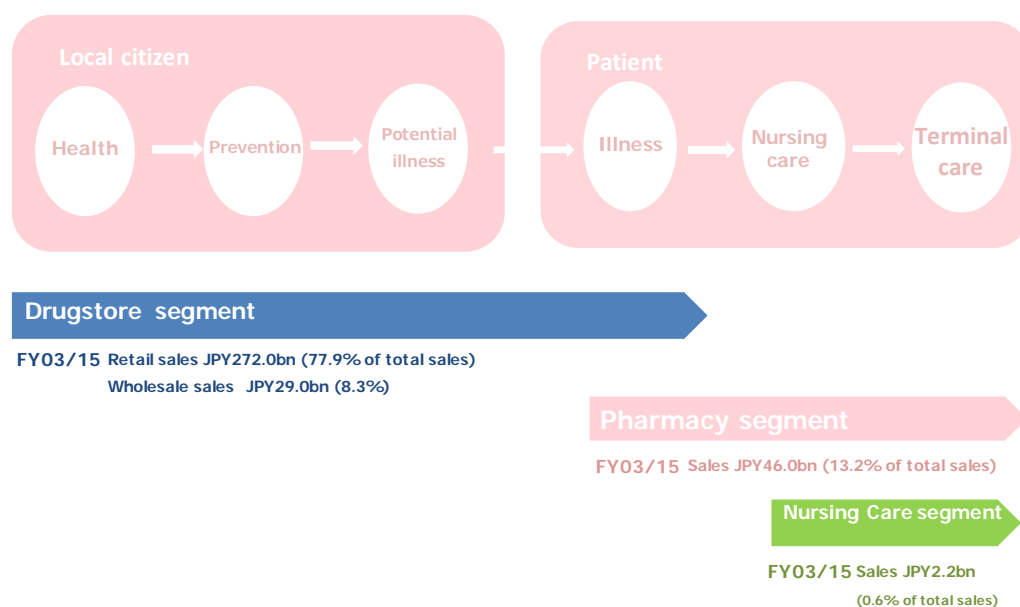 Local citizen
Patient
Health
Prevention
Potential
illness
Illness
Nursing
care
Terminal
care
Drugstore segment
FY03/15 Retail sales JPY272.0bn (77.9% of total sales)
Wholesale sales JPY29.0bn (8.3%)
Pharmacy segment
FY03/15 Sales JPY46.0bn (13.2% of total sales)
Nursing Care segment
FY03/15 Sales JPY2.2bn
(0.6% of total sales)